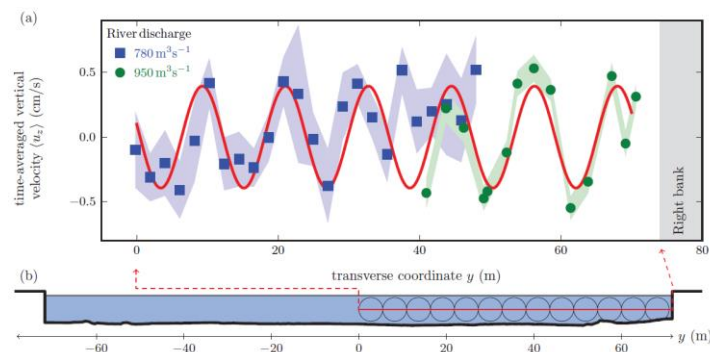 (a)
River discharge
780 m³s⁻¹
950 m³s⁻¹
time-averaged vertical
velocity ⟨u_z⟩ (cm/s)
0.5
0.0
−0.5
Right bank
0 20 40 60 80
transverse coordinate y (m)
(b)
−60 −40 −20 0 20 40 60 y (m)